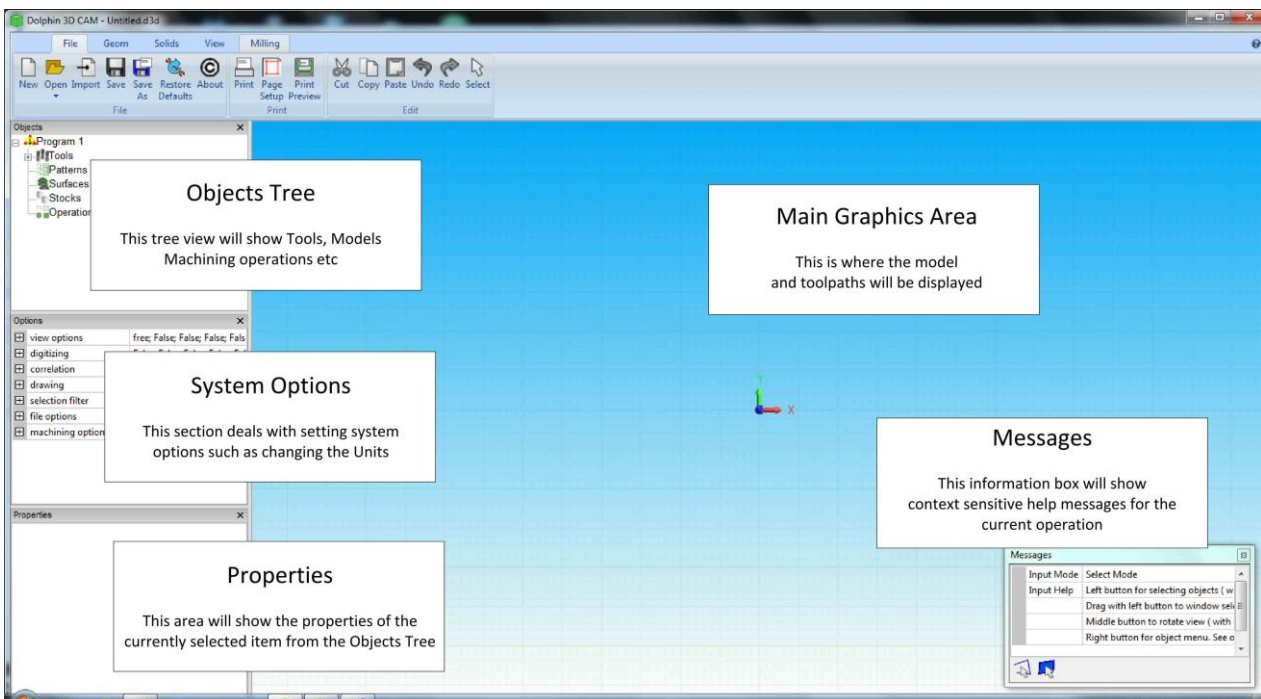 Dolphin 3D CAM - Untitled.d3d
File Geom Solids View Milling
New Open Import Save Save As Restore Defaults About Print Page Setup Print Preview Cut Copy Paste Undo Redo Select
File Print Edit
Objects
Program 1
Tools
Patterns
Surfaces
Stocks
Operation
Objects Tree
This tree view will show Tools, Models
Machining operations etc
Main Graphics Area
This is where the model
and toolpaths will be displayed
Options
view options free; False; False; False; Fals
digitizing
correlation
drawing
selection filter
file options
machining option
System Options
This section deals with setting system
options such as changing the Units
Y
X
Messages
This information box will show
context sensitive help messages for the
current operation
Properties
Properties
This area will show the properties of the
currently selected item from the Objects Tree
Messages
Input Mode Select Mode
Input Help Left button for selecting objects ( w
Drag with left button to window sele
Middle button to rotate view ( with
Right button for object menu. See o